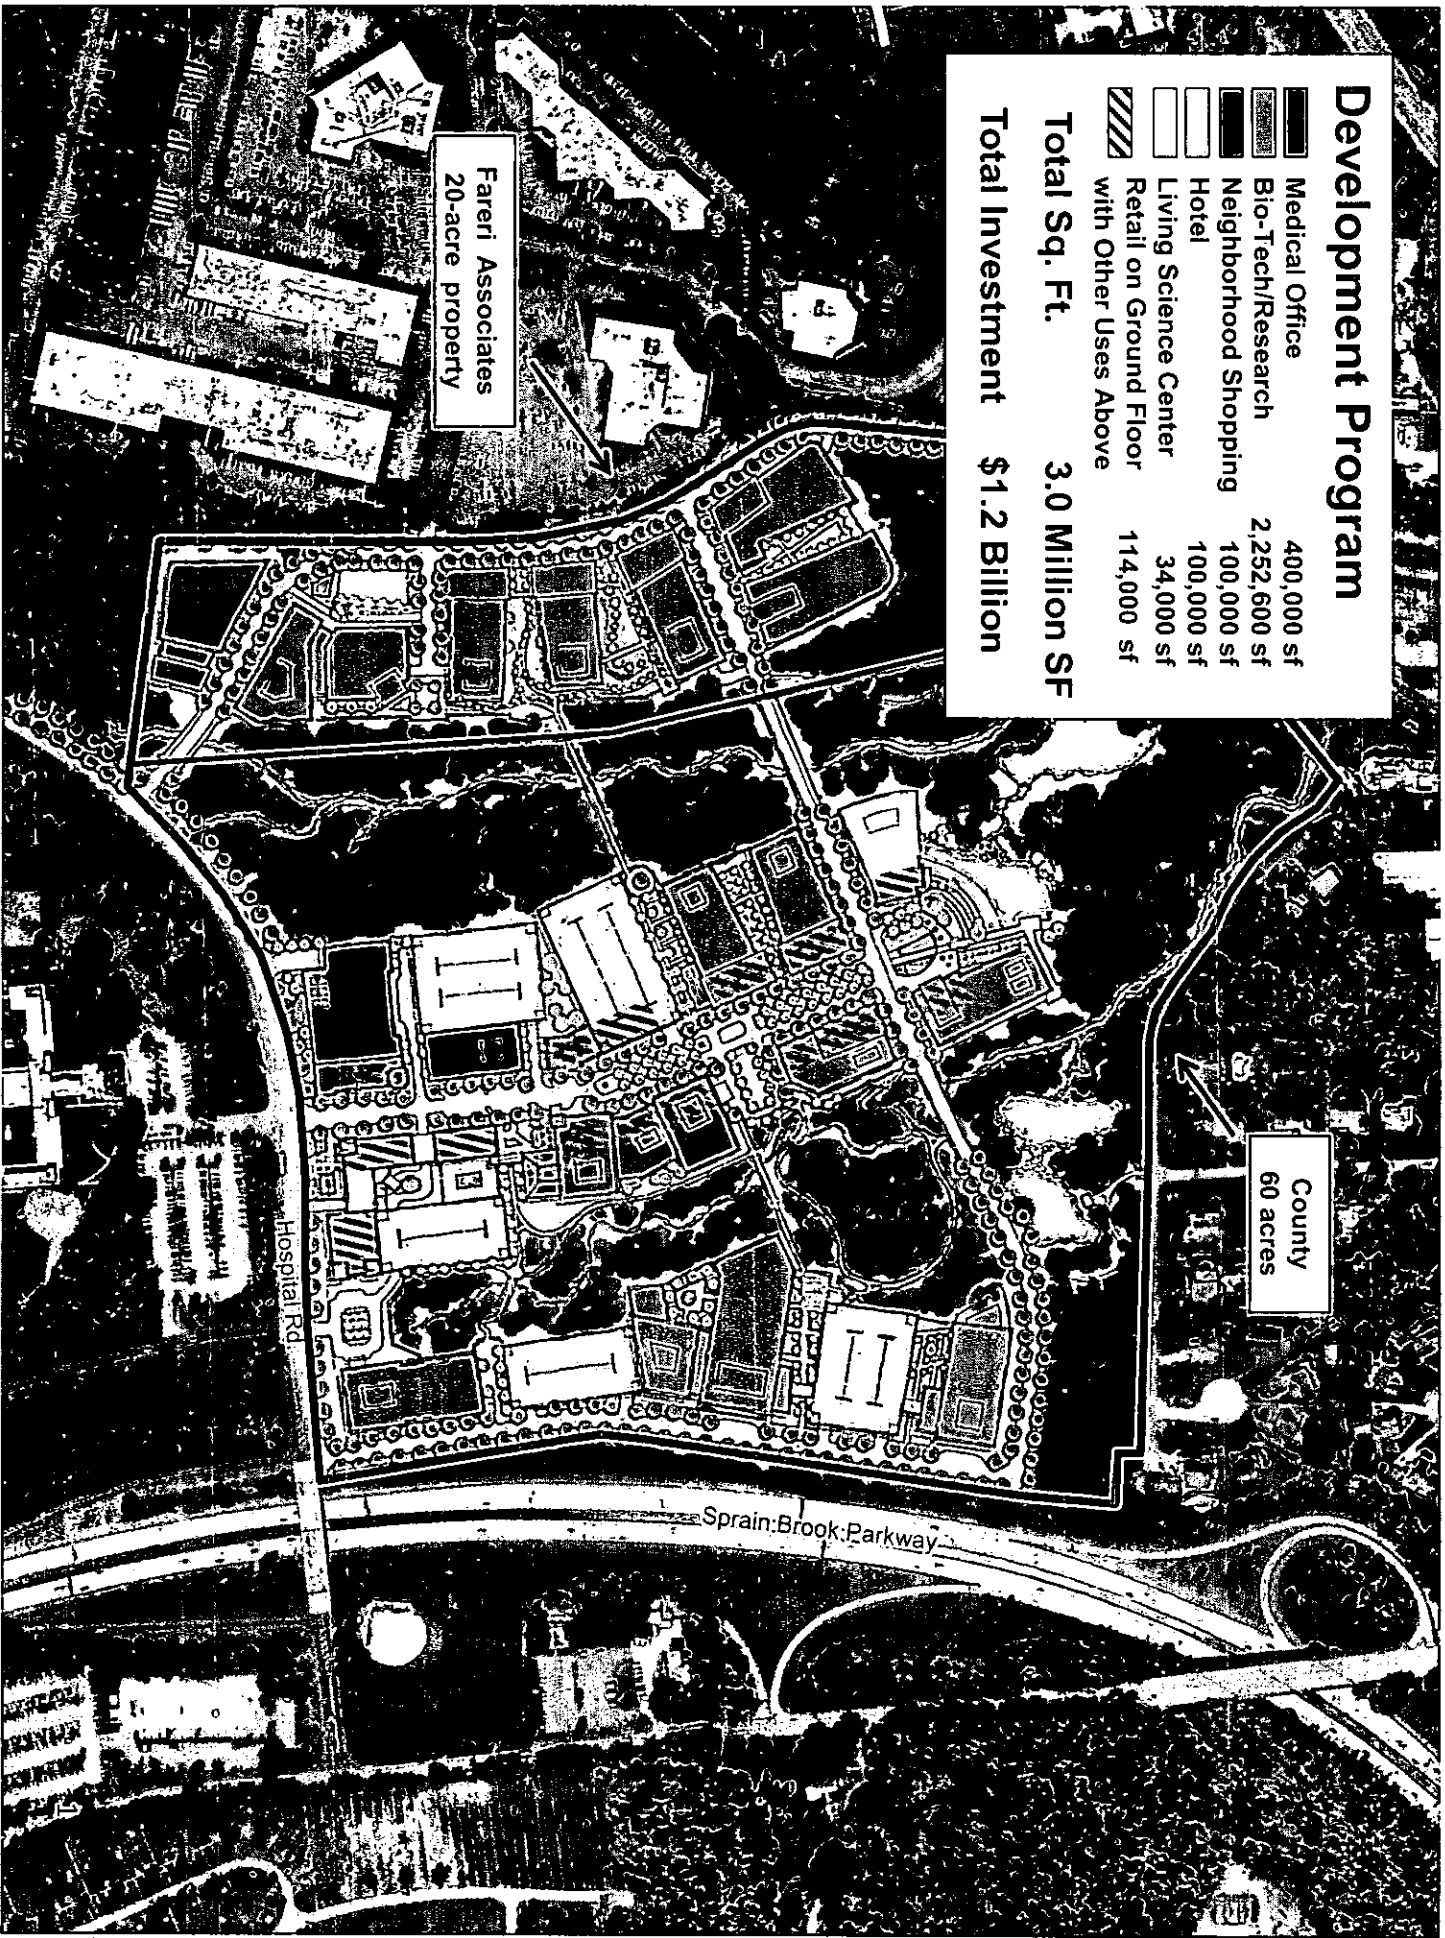 Development Program
Medical Office 400,000 sf
Bio-Tech/Research 2,252,600 sf
Neighborhood Shopping 100,000 sf
Hotel 100,000 sf
Living Science Center 34,000 sf
Retail on Ground Floor 114,000 sf
with Other Uses Above
Total Sq. Ft. 3.0 Million SF
Total Investment $1.2 Billion
Fareri Associates
20-acre property
County
60 acres
Hospital Rd
Sprain Brook Parkway